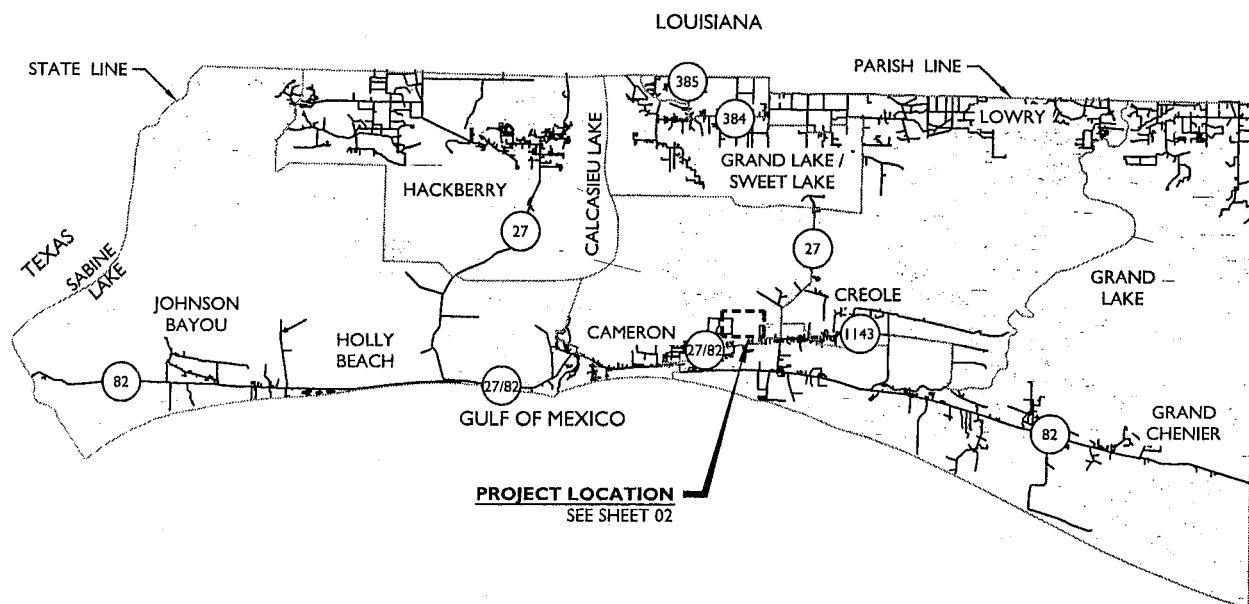 LOUISIANA
STATE LINE
385
PARISH LINE
384
LOWRY
GRAND LAKE /
SWEET LAKE
HACKBERRY
CALCASIEU LAKE
27
27
TEXAS
SABINE
LAKE
GRAND
LAKE
JOHNSON
BAYOU
CREOLE
HOLLY
BEACH
CAMERON
1143
27/82
82
27/82
GULF OF MEXICO
GRAND
CHENIER
82
PROJECT LOCATION
SEE SHEET 02